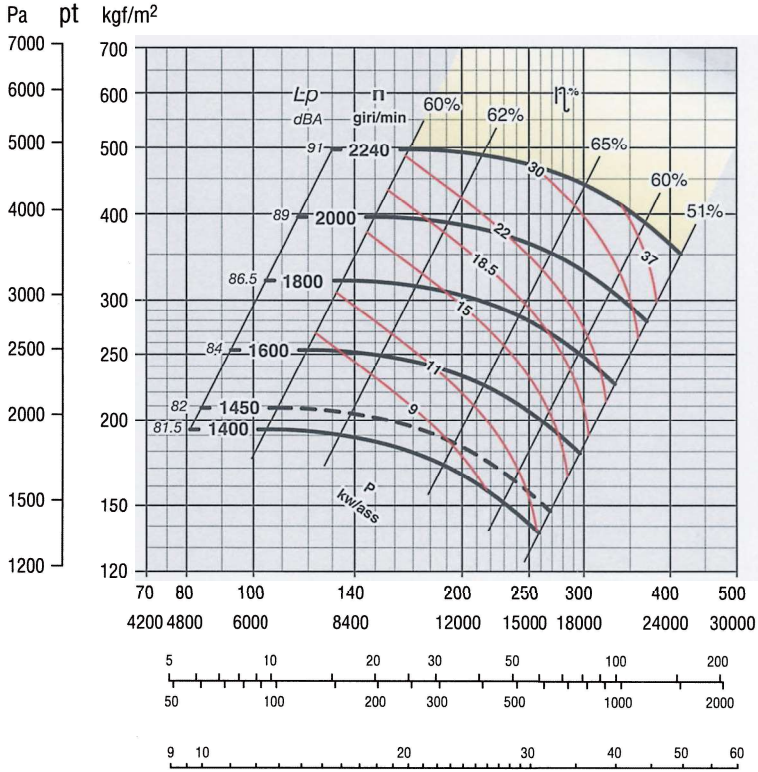 Pa pt kgf/m²
7000 700
6000 600 Lp n 60% η%
62%
dBA giri/min
5000 500 91 2240 65%
30 60%
4000 400 89 2000 22 51%
18.5 37
3000 300 86.5 1800 15
2500 250 84 1600 11
82 1450 9
2000 200 81.5 1400
P
kw/ass
1500 150
1200 120
70 80 100 140 200 250 300 400 500
4200 4800 6000 8400 12000 15000 18000 24000 30000
5 10 20 30 50 100 200
50 100 200 300 500 1000 2000
9 10 20 30 40 50 60